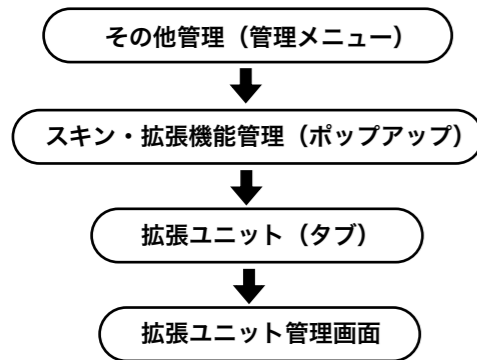 その他管理（管理メニュー）
スキン・拡張機能管理（ポップアップ）
拡張ユニット（タブ）
拡張ユニット管理画面